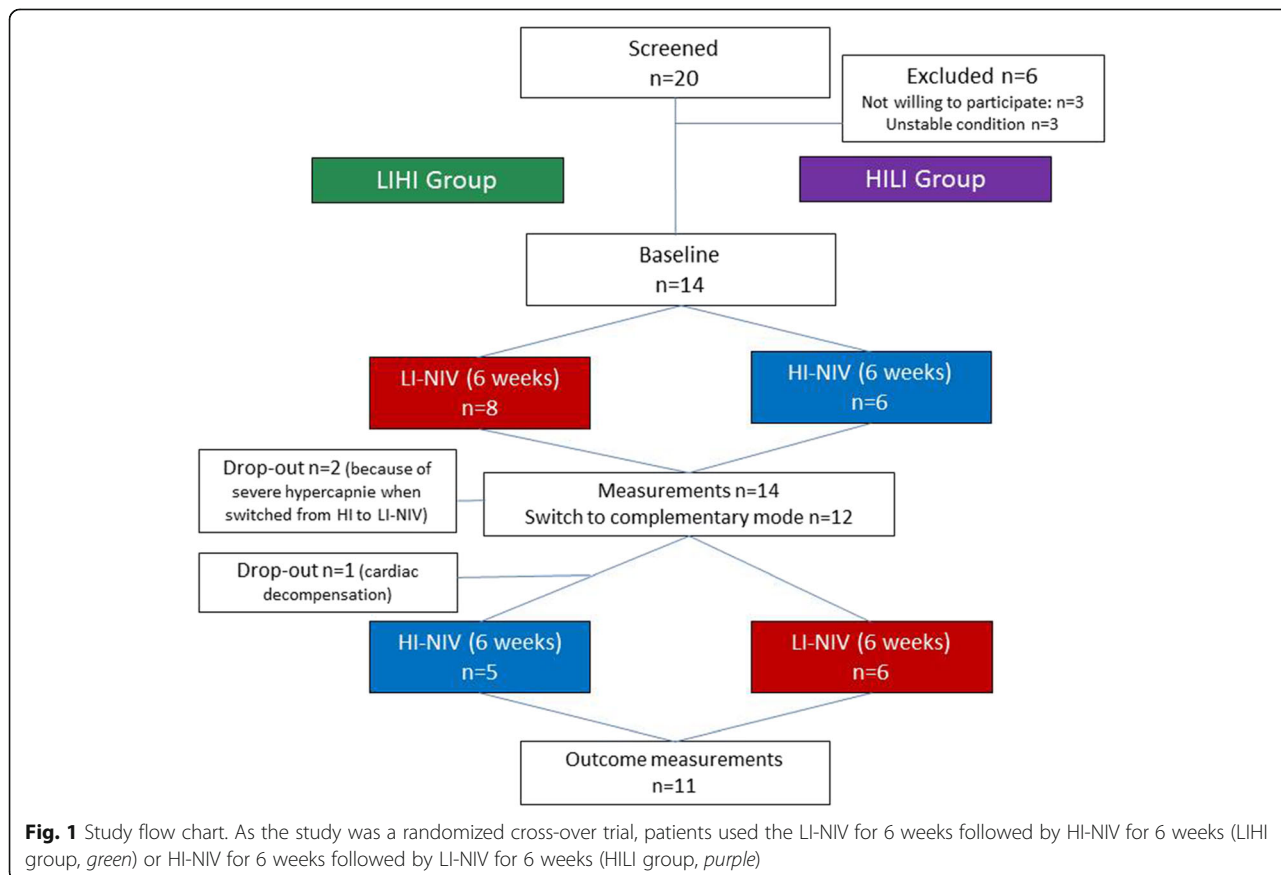 Screened
n=20
Excluded n=6
Not willing to participate: n=3
Unstable condition n=3
LIHI Group
HILI Group
Baseline
n=14
LI-NIV (6 weeks)
n=8
HI-NIV (6 weeks)
n=6
Drop-out n=2 (because of
severe hypercapnie when
switched from HI to LI-NIV)
Measurements n=14
Switch to complementary mode n=12
Drop-out n=1 (cardiac
decompensation)
HI-NIV (6 weeks)
n=5
LI-NIV (6 weeks)
n=6
Outcome measurements
n=11
Fig. 1 Study flow chart. As the study was a randomized cross-over trial, patients used the LI-NIV for 6 weeks followed by HI-NIV for 6 weeks (LIHI
group, green) or HI-NIV for 6 weeks followed by LI-NIV for 6 weeks (HILI group, purple)